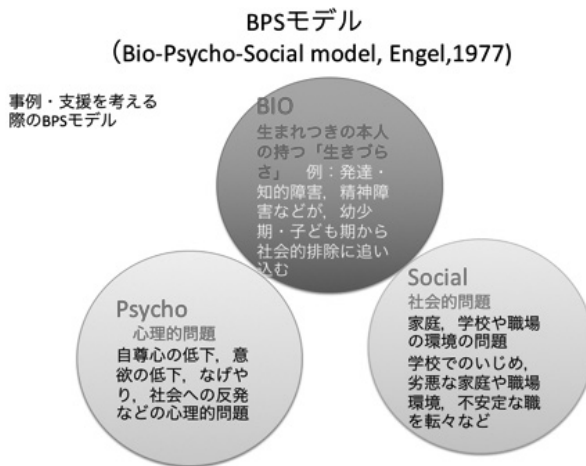 BPSモデル
（Bio-Psycho-Social model, Engel,1977)
事例・支援を考える
際のBPSモデル
BIO
生まれつきの本人
の持つ「生きづら
さ」　例：発達・
知的障害，精神障
害などが，幼少
期・子ども期から
社会的排除に追い
込む
Psycho
心理的問題
自尊心の低下，意
欲の低下，なげや
り，社会への反発
などの心理的問題
Social
社会的問題
家庭，学校や職場
の環境の問題
学校でのいじめ，
劣悪な家庭や職場
環境，不安定な職
を転々など